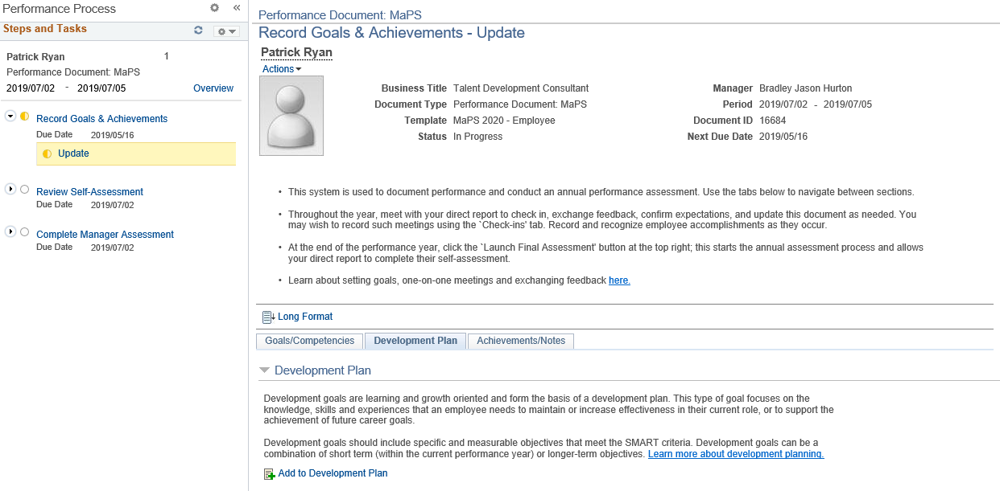 Performance Process
«
Steps and Tasks
Patrick Ryan 1
Performance Document: MaPS
2019/07/02 - 2019/07/05 Overview
Record Goals & Achievements
Due Date 2019/05/16
Update
Review Self-Assessment
Due Date 2019/07/02
Complete Manager Assessment
Due Date 2019/07/02
Performance Document: MaPS
Record Goals & Achievements - Update
Patrick Ryan
Actions
Business Title Talent Development Consultant
Document Type Performance Document: MaPS
Template MaPS 2020 - Employee
Status In Progress
Manager Bradley Jason Hurton
Period 2019/07/02 - 2019/07/05
Document ID 16684
Next Due Date 2019/05/16
• This system is used to document performance and conduct an annual performance assessment. Use the tabs below to navigate between sections.
• Throughout the year, meet with your direct report to check in, exchange feedback, confirm expectations, and update this document as needed. You
may wish to record such meetings using the `Check-ins' tab. Record and recognize employee accomplishments as they occur.
• At the end of the performance year, click the `Launch Final Assessment' button at the top right; this starts the annual assessment process and allows
your direct report to complete their self-assessment.
• Learn about setting goals, one-on-one meetings and exchanging feedback here.
Long Format
Goals/Competencies Development Plan Achievements/Notes
Development Plan
Development goals are learning and growth oriented and form the basis of a development plan. This type of goal focuses on the
knowledge, skills and experiences that an employee needs to maintain or increase effectiveness in their current role, or to support the
achievement of future career goals.
Development goals should include specific and measurable objectives that meet the SMART criteria. Development goals can be a
combination of short term (within the current performance year) or longer-term objectives. Learn more about development planning.
Add to Development Plan